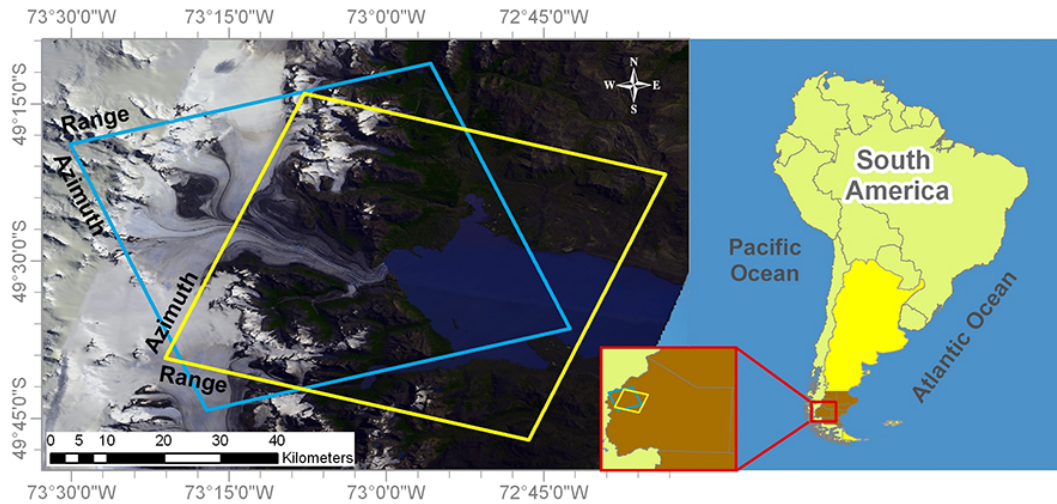 73°30'0"W 73°15'0"W 73°0'0"W 72°45'0"W
49°15'0"S
49°30'0"S
49°45'0"S
N
W E
S
Range
Azimuth
Azimuth
Range
0 5 10 20 30 40
Kilometers
73°30'0"W 73°15'0"W 73°0'0"W 72°45'0"W
South
America
Pacific
Ocean
Atlantic Ocean